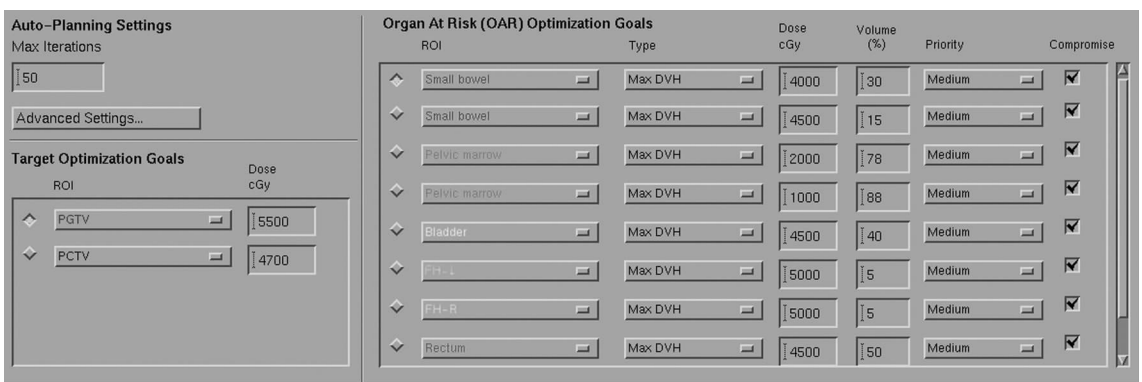 Auto-Planning Settings
Max Iterations
50
Advanced Settings...
Target Optimization Goals
ROI Dose cGy
PGTV 5500
PCTV 4700
Organ At Risk (OAR) Optimization Goals
ROI Type Dose cGy Volume (%) Priority Compromise
Small bowel Max DVH 4000 30 Medium
Small bowel Max DVH 4500 15 Medium
Pelvic marrow Max DVH 2000 78 Medium
Pelvic marrow Max DVH 1000 88 Medium
Bladder Max DVH 4500 40 Medium
FH-L Max DVH 5000 5 Medium
FH-R Max DVH 5000 5 Medium
Rectum Max DVH 4500 50 Medium